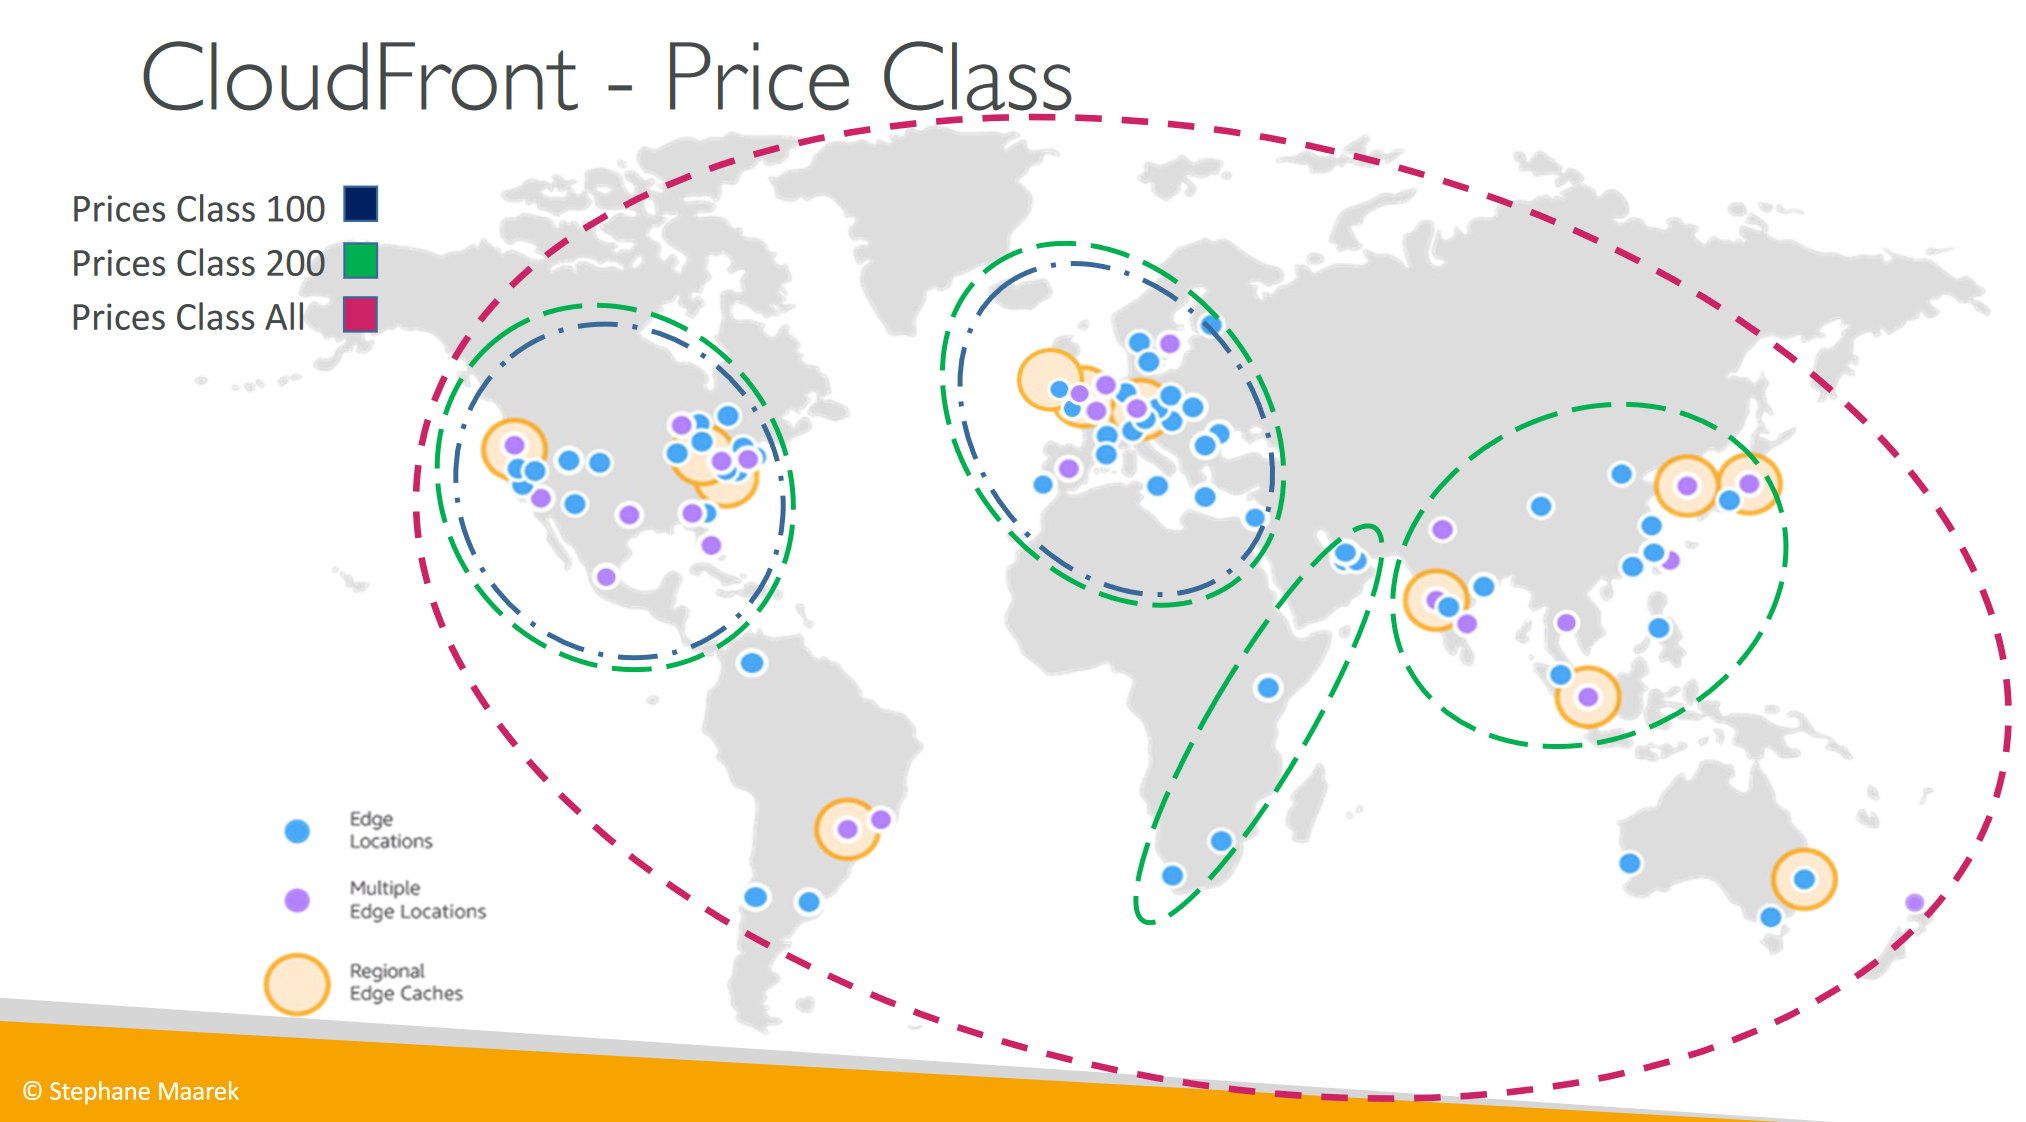 CloudFront - Price Class
Prices Class 100
Prices Class 200
Prices Class All
Edge
Locations
Multiple
Edge Locations
Regional
Edge Caches
© Stephane Maarek